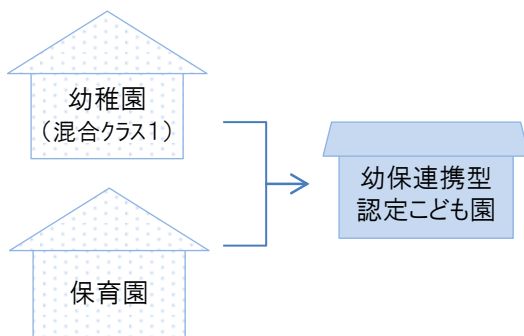 幼稚園
（混合クラス1）
保育園
幼保連携型
認定こども園